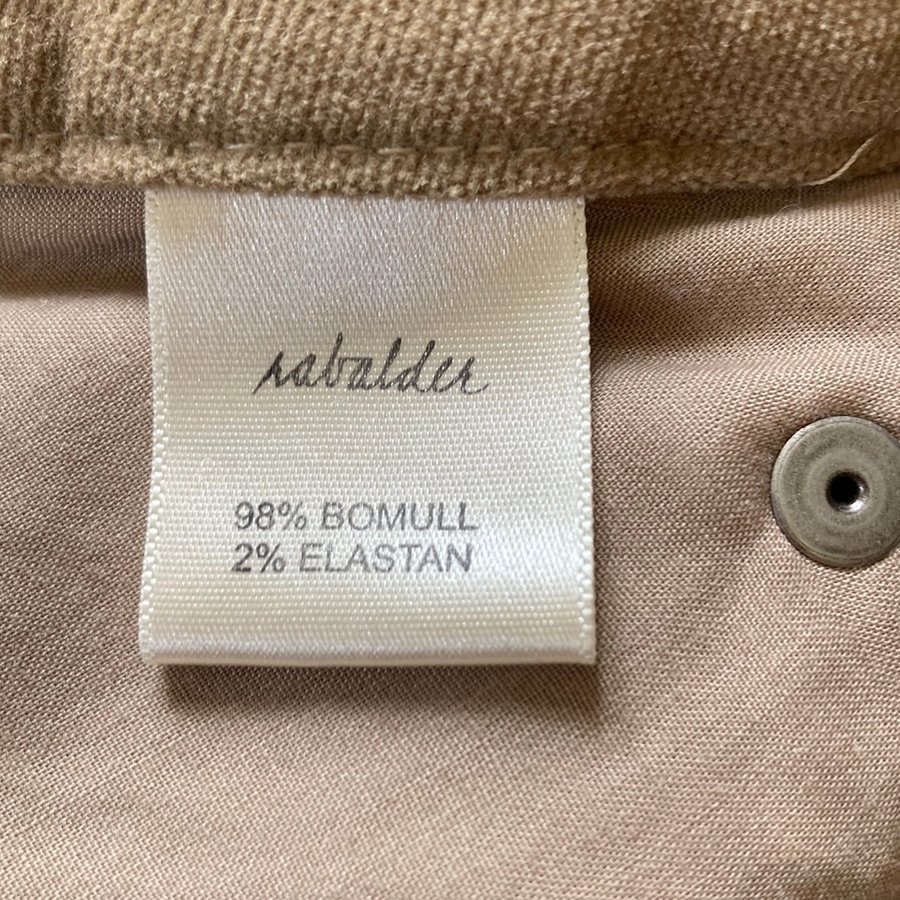 rabalder
98% BOMULL
2% ELASTAN